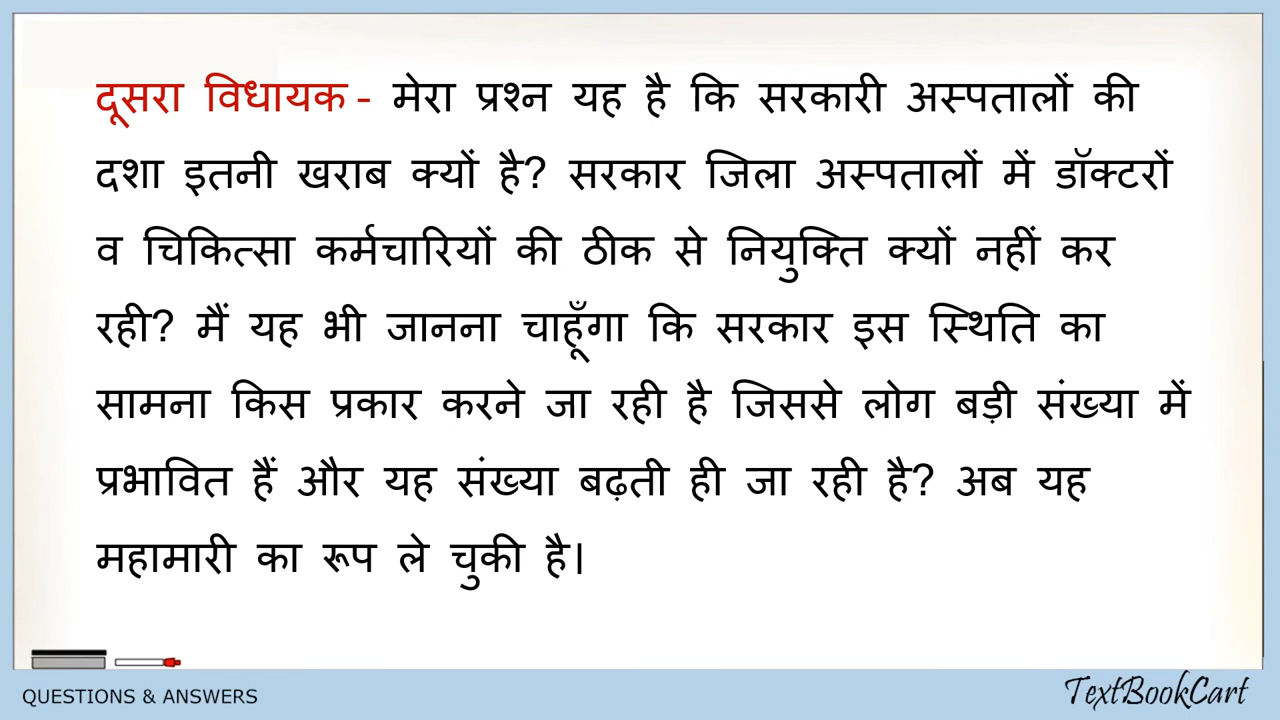 दूसरा विधायक - मेरा प्रश्न यह है कि सरकारी अस्पतालों की
दशा इतनी खराब क्यों है? सरकार जिला अस्पतालों में डॉक्टरों
व चिकित्सा कर्मचारियों की ठीक से नियुक्ति क्यों नहीं कर
रही? मैं यह भी जानना चाहूँगा कि सरकार इस स्थिति का
सामना किस प्रकार करने जा रही है जिससे लोग बड़ी संख्या में
प्रभावित हैं और यह संख्या बढ़ती ही जा रही है? अब यह
महामारी का रूप ले चुकी है।
QUESTIONS & ANSWERS
TextBookCart